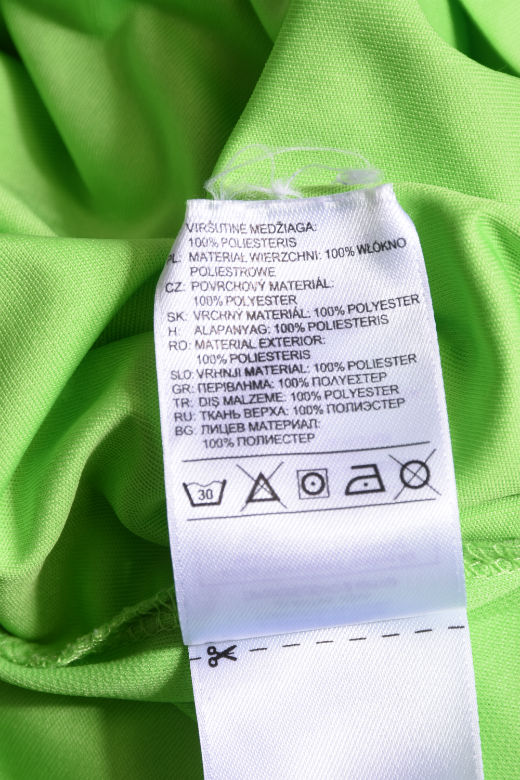 VIRŠUTINĖ MEDŽIAGA:
100% POLIESTERIS
PL: MATERIAŁ WIERZCHNI: 100% WŁÓKNO
POLIESTROWE
CZ: POVRCHOVÝ MATERIÁL:
100% POLYESTER
SK: VRCHNÝ MATERIÁL: 100% POLYESTER
H: ALAPANYAG: 100% POLIESTERIS
RO: MATERIAL EXTERIOR:
100% POLIESTERIS
SLO: VRHNJI MATERIAL: 100% POLYESTER
GR: ΠΕΡΙΒΛΗΜΑ: 100% ΠΟΛΥΕΣΤΕΡ
TR: DIŞ MALZEME: 100% POLYESTER
RU: ТКАНЬ ВЕРХА: 100% ПОЛИЭСТЕР
BG: ЛИЦЕВ МАТЕРИАЛ:
100% ПОЛИЕСТЕР
30